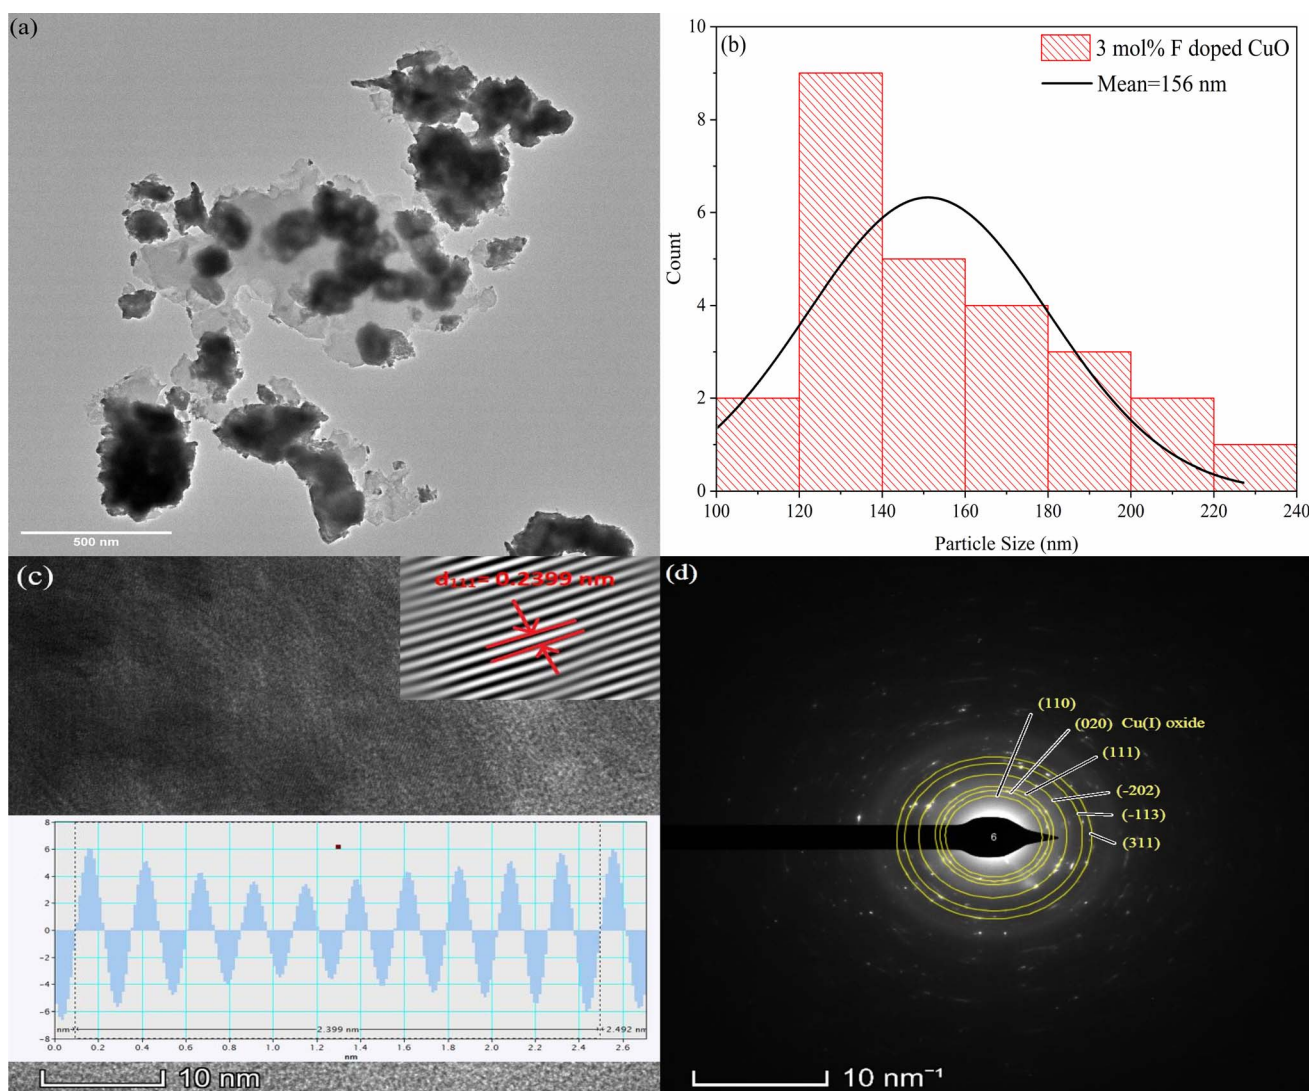 (a)
500 nm
(b)
3 mol% F doped CuO
Mean=156 nm
Count
10
8
6
4
2
0
100 120 140 160 180 200 220 240
Particle Size (nm)
(c)
d₁₁₁= 0.2399 nm
8
6
4
2
0
-2
-4
-6
-8
nm 2.399 nm 2.492 nm
0.0 0.2 0.4 0.6 0.8 1.0 1.2 1.4 1.6 1.8 2.0 2.2 2.4 2.6
nm
10 nm
(d)
(110)
(020) Cu(I) oxide
(111)
(-202)
(-113)
(311)
6
10 nm⁻¹